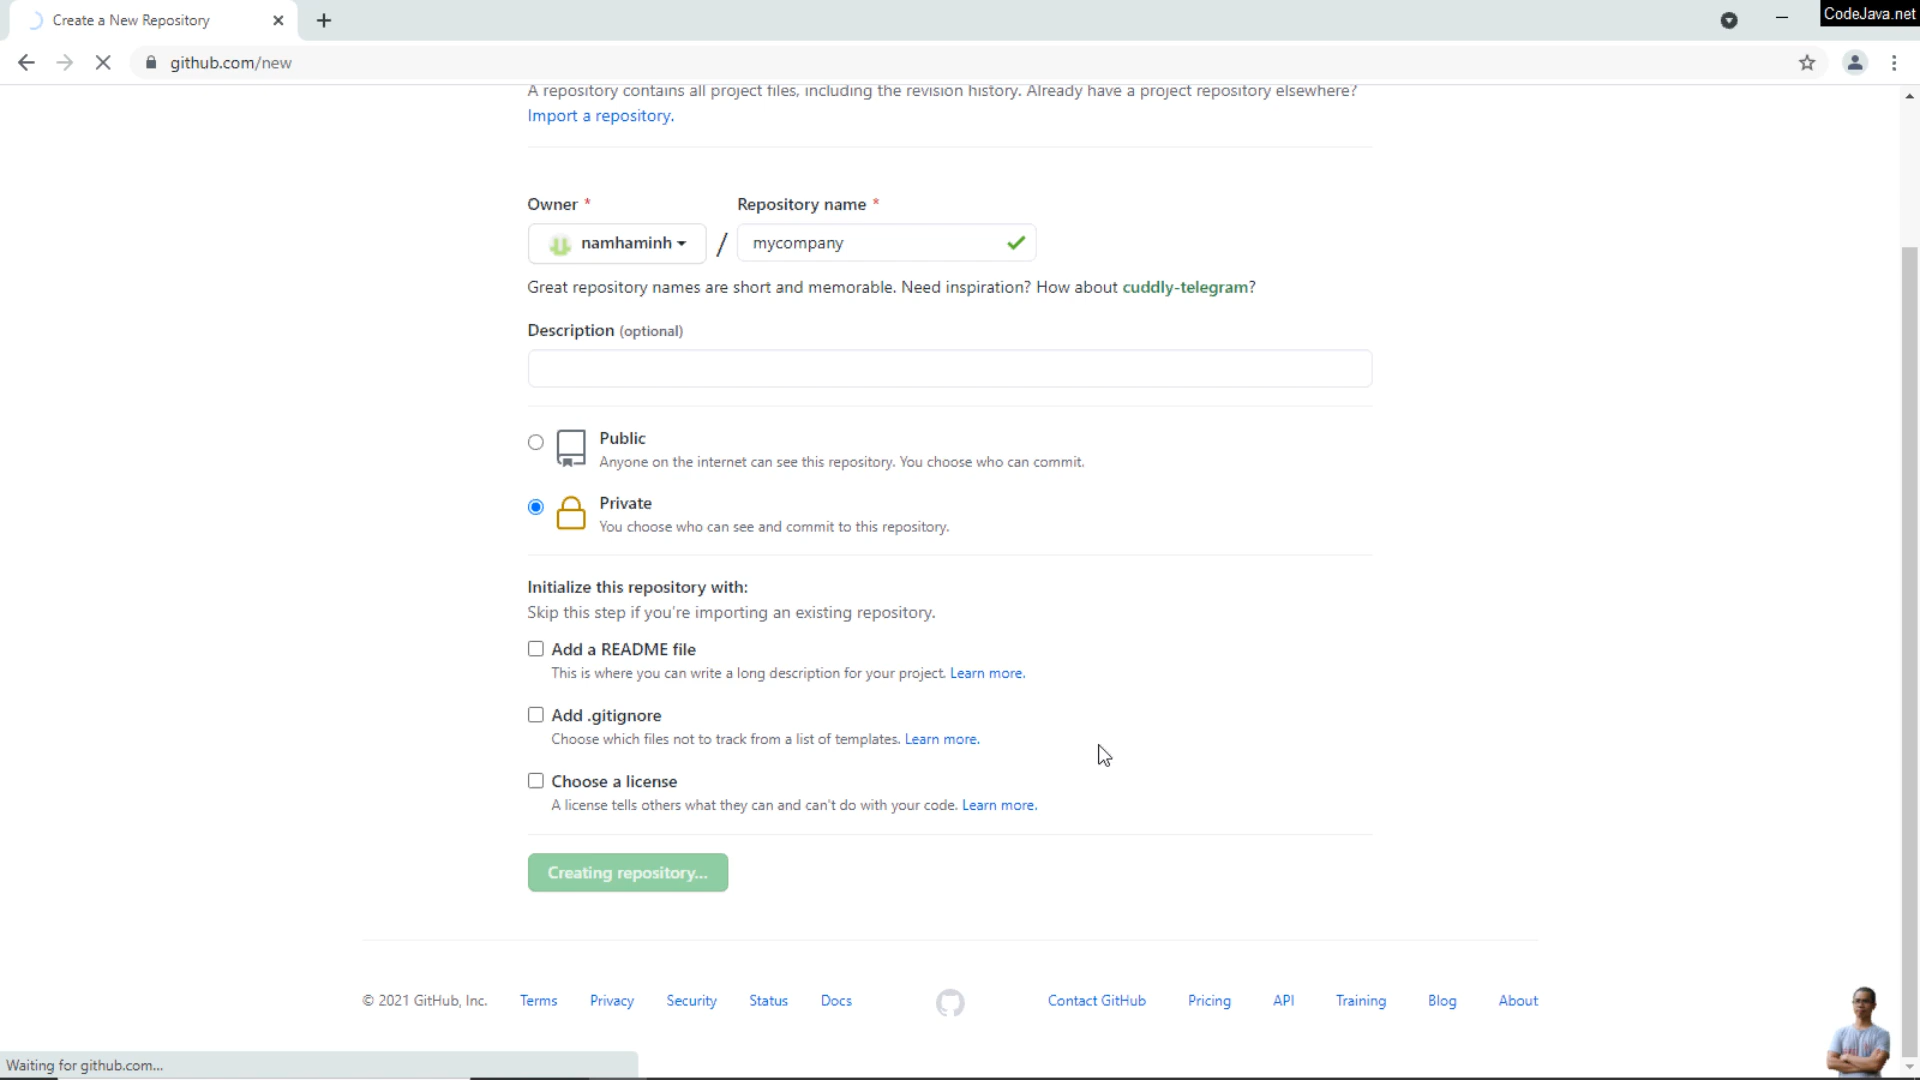 Create a New Repository
CodeJava.net
github.com/new
A repository contains all project files, including the revision history. Already have a project repository elsewhere?
Import a repository.
Owner * Repository name *
namhaminh / mycompany
Great repository names are short and memorable. Need inspiration? How about cuddly-telegram?
Description (optional)
Public
Anyone on the internet can see this repository. You choose who can commit.
Private
You choose who can see and commit to this repository.
Initialize this repository with:
Skip this step if you're importing an existing repository.
Add a README file
This is where you can write a long description for your project. Learn more.
Add .gitignore
Choose which files not to track from a list of templates. Learn more.
Choose a license
A license tells others what they can and can't do with your code. Learn more.
Creating repository...
© 2021 GitHub, Inc. Terms Privacy Security Status Docs Contact GitHub Pricing API Training Blog About
Waiting for github.com...